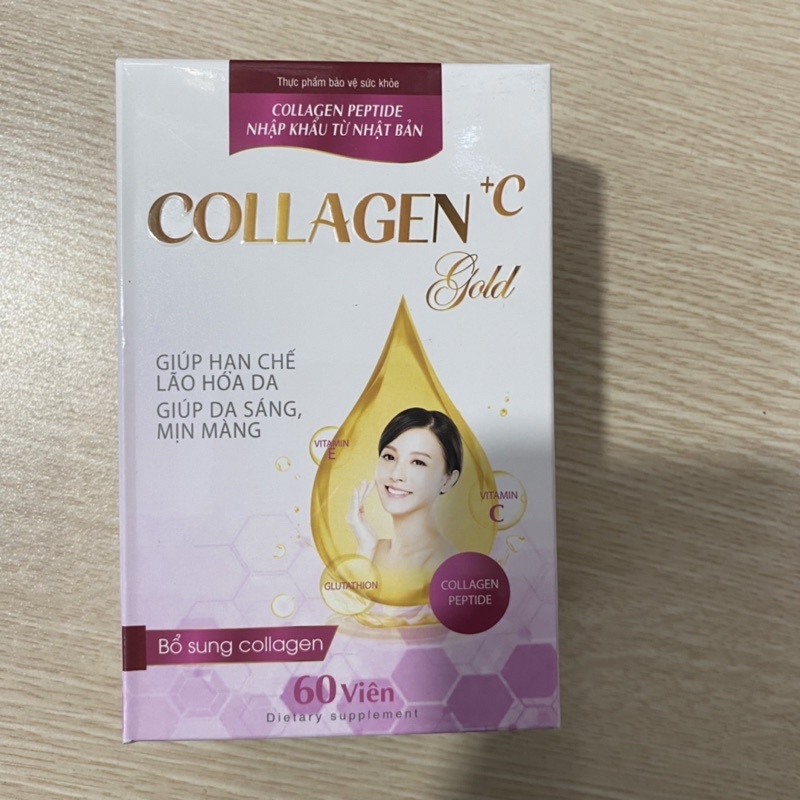 Thực phẩm bảo vệ sức khỏe
COLLAGEN PEPTIDE
NHẬP KHẨU TỪ NHẬT BẢN
COLLAGEN +C
Gold
GIÚP HẠN CHẾ
LÃO HÓA DA
GIÚP DA SÁNG,
MỊN MÀNG
VITAMIN
E
VITAMIN
C
GLUTATHION
COLLAGEN
PEPTIDE
Bổ sung collagen
60 Viên
Dietary supplement